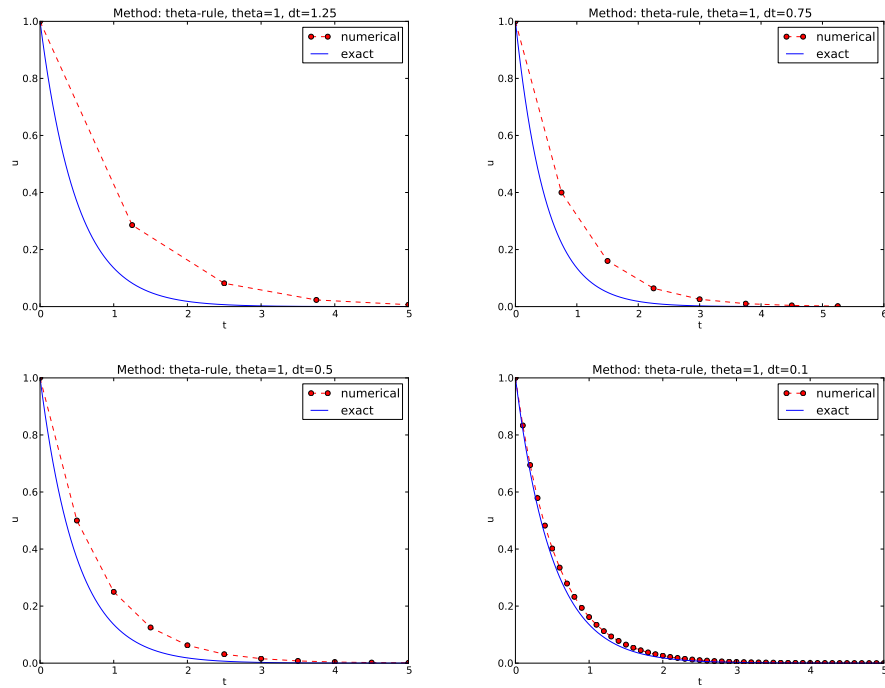 Method: theta-rule, theta=1, dt=1.25
numerical
exact
1.0
0.8
0.6
0.4
0.2
0.0
u
0 1 2 3 4 5
t
Method: theta-rule, theta=1, dt=0.75
numerical
exact
1.0
0.8
0.6
0.4
0.2
0.0
u
0 1 2 3 4 5 6
t
Method: theta-rule, theta=1, dt=0.5
numerical
exact
1.0
0.8
0.6
0.4
0.2
0.0
u
0 1 2 3 4 5
t
Method: theta-rule, theta=1, dt=0.1
numerical
exact
1.0
0.8
0.6
0.4
0.2
0.0
u
0 1 2 3 4 5
t